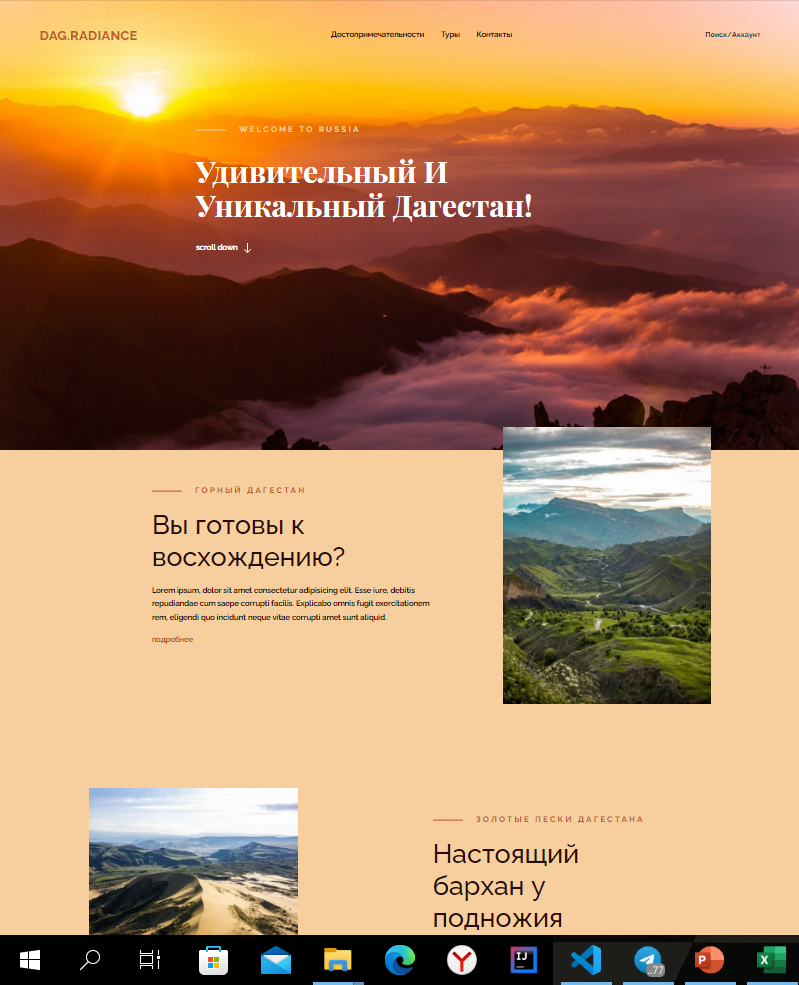 DAG.RADIANCE
Достопримечательности Туры Контакты
Поиск/Аккаунт
WELCOME TO RUSSIA
Удивительный И
Уникальный Дагестан!
scroll down
ГОРНЫЙ ДАГЕСТАН
Вы готовы к
восхождению?
Lorem ipsum, dolor sit amet consectetur adipisicing elit. Esse iure, debitis
repudiandae cum saepe corrupti facilis. Explicabo omnis fugit exercitationem
rem, eligendi quo incidunt neque vitae corrupti amet sunt aliquid.
подробнее
ЗОЛОТЫЕ ПЕСКИ ДАГЕСТАНА
Настоящий
бархан у
подножия
IJ
..77
P
X